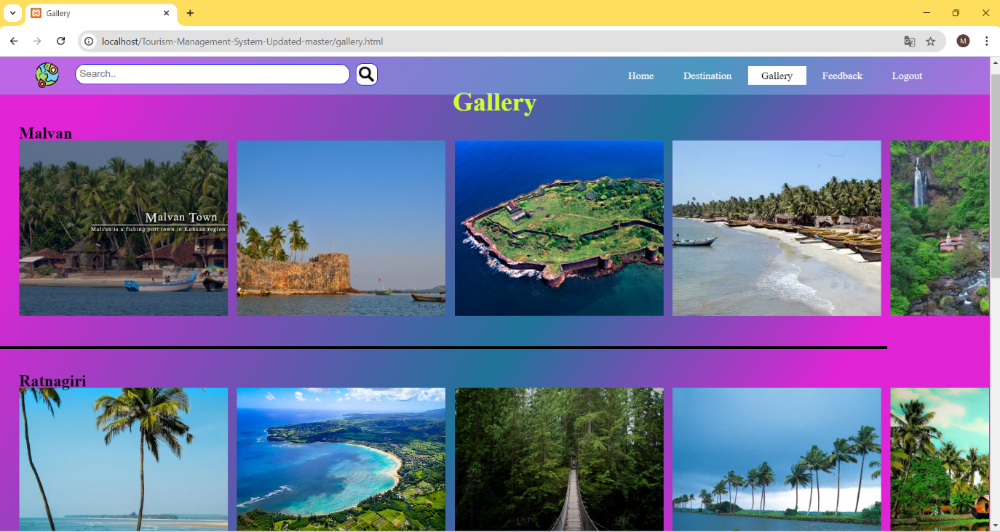 Gallery
localhost/Tourism-Management-System-Updated-master/gallery.html
M
Search..
Home Destination Gallery Feedback Logout
Gallery
Malvan
Malvan Town
Malvan is a fishing port town in Konkan region
Ratnagiri